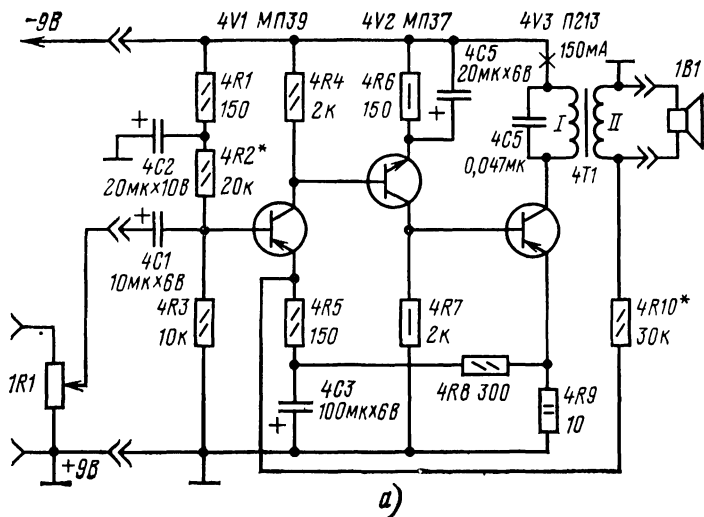 -9В
4V1 МП39
4V2 МП37
4V3 П213
150мА
4R1
150
4R4
2к
4R6
150
4C5
20мк×6В
1В1
+
4C2
20мк×10В
4R2*
20к
+
4C5
0,047мк
I
II
4Т1
+
4C1
10мк×6В
4R3
10к
4R5
150
4R7
2к
4R10*
30к
1R1
4R8 300
4C3
100мк×6В
+
4R9
10
+9В
а)